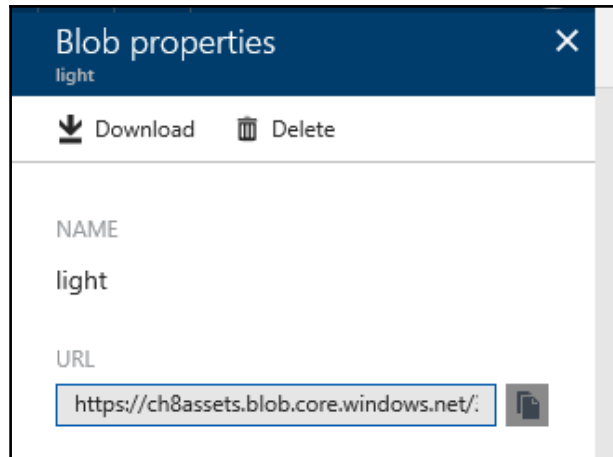 Blob properties
light
Download Delete
NAME
light
URL
https://ch8assets.blob.core.windows.net/